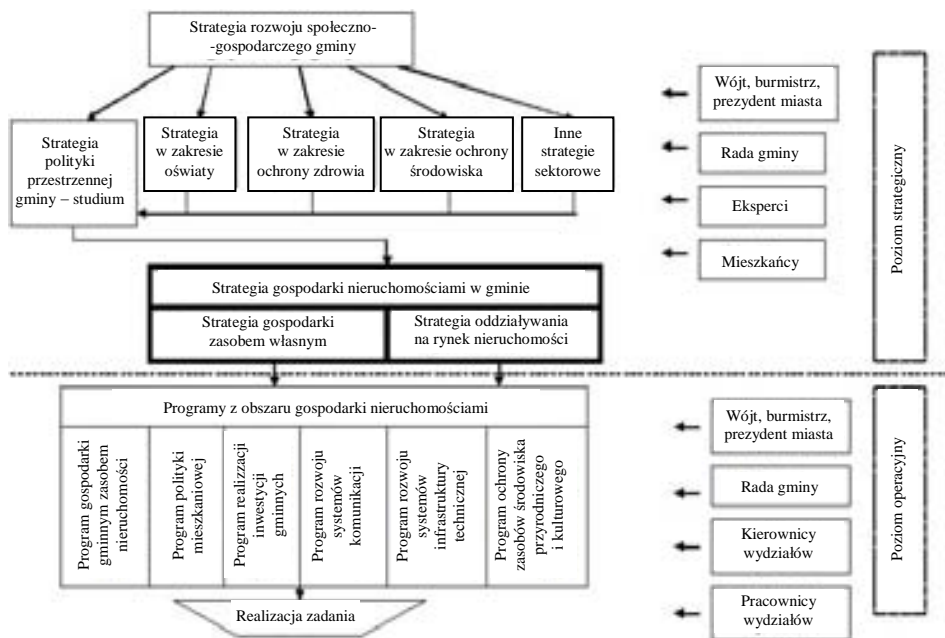 Strategia rozwoju społeczno-
-gospodarczego gminy
Strategia
polityki
przestrzennej
gminy – studium
Strategia
w zakresie
oświaty
Strategia
w zakresie
ochrony zdrowia
Strategia
w zakresie ochrony
środowiska
Inne
strategie
sektorowe
Wójt, burmistrz,
prezydent miasta
Rada gminy
Eksperci
Mieszkańcy
Poziom strategiczny
Strategia gospodarki nieruchomościami w gminie
Strategia gospodarki
zasobem własnym
Strategia oddziaływania
na rynek nieruchomości
Programy z obszaru gospodarki nieruchomościami
Program gospodarki
gminnym zasobem
nieruchomości
Program polityki
mieszkaniowej
Program realizzacji
inwestycji
gminnych
Program rozwoju
systemów
komunikacji
Program rozwoju
systemów
infrastruktury
technicznej
Program ochrony
zasobów środowiska
przyrodniczego
i kulturowego
Realizacja zadania
Wójt, burmistrz,
prezydent miasta
Rada gminy
Kierownicy
wydziałów
Pracownicy
wydziałów
Poziom operacyjny